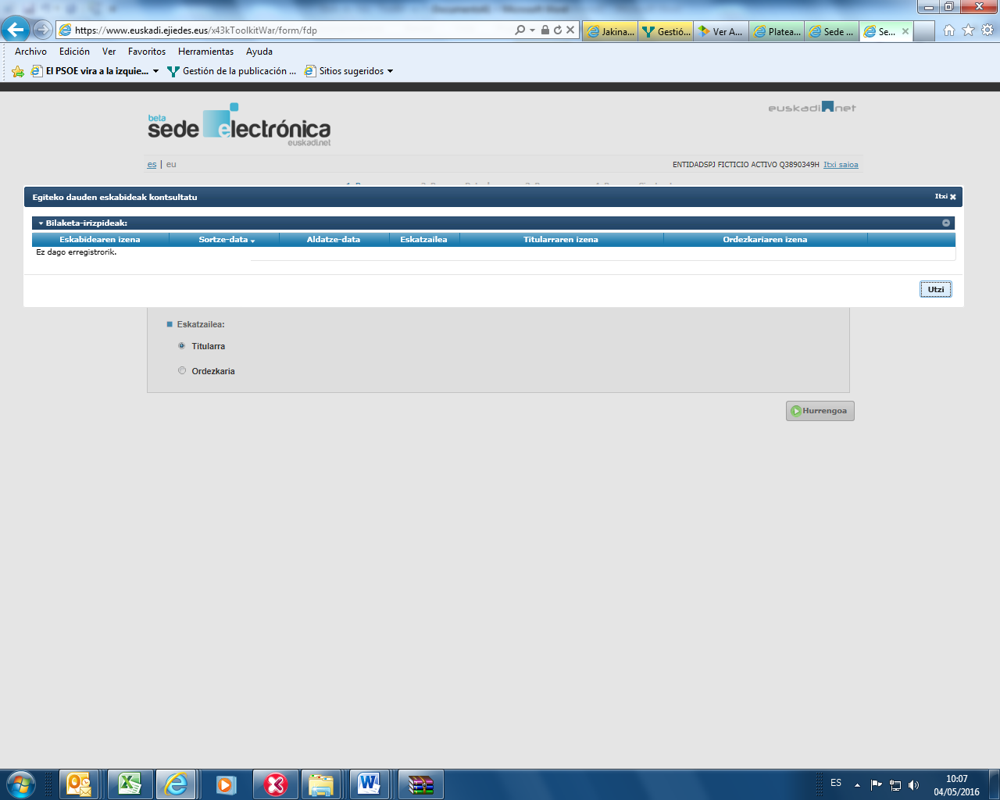 https://www.euskadi.ejiedes.eus/x43kToolkitWar/form/fdp
Jakina...
Gestió...
Ver A...
Platea...
Sede ...
Se...
Archivo Edición Ver Favoritos Herramientas Ayuda
El PSOE vira a la izquie...
Gestión de la publicación ...
Sitios sugeridos
beta
sede electrónica
euskadi.net
euskadi.net
es | eu
ENTIDADSPJ FICTICIO ACTIVO Q3890349H Itxi saioa
Egiteko dauden eskabideak kontsultatu
Itxi
Bilaketa-irizpideak:
Eskabidearen izena Sortze-data Aldatze-data Eskatzailea Titularraren izena Ordezkariaren izena
Ez dago erregistrorik.
Utzi
Eskatzailea:
Titularra
Ordezkaria
Hurrengoa
ES
10:07
04/05/2016